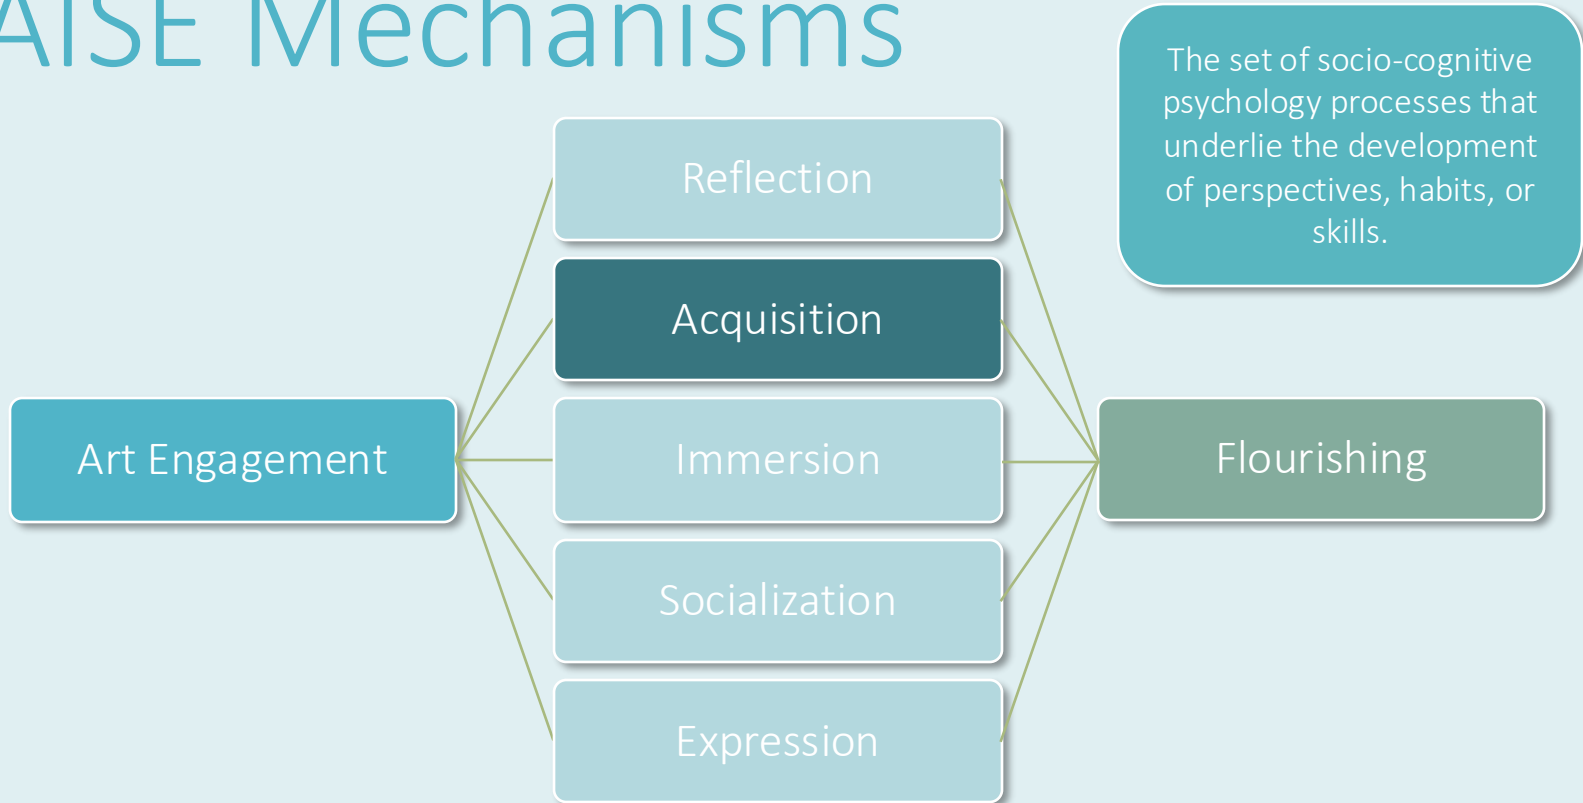 AISE Mechanisms
The set of socio-cognitive
psychology processes that
underlie the development
of perspectives, habits, or
skills.
Reflection
Acquisition
Art Engagement
Immersion
Flourishing
Socialization
Expression